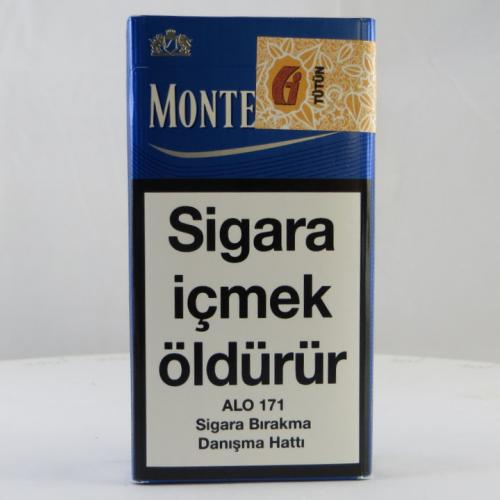 MONTE
TÜTÜN
Sigara
içmek
öldürür
ALO 171
Sigara Bırakma
Danışma Hattı